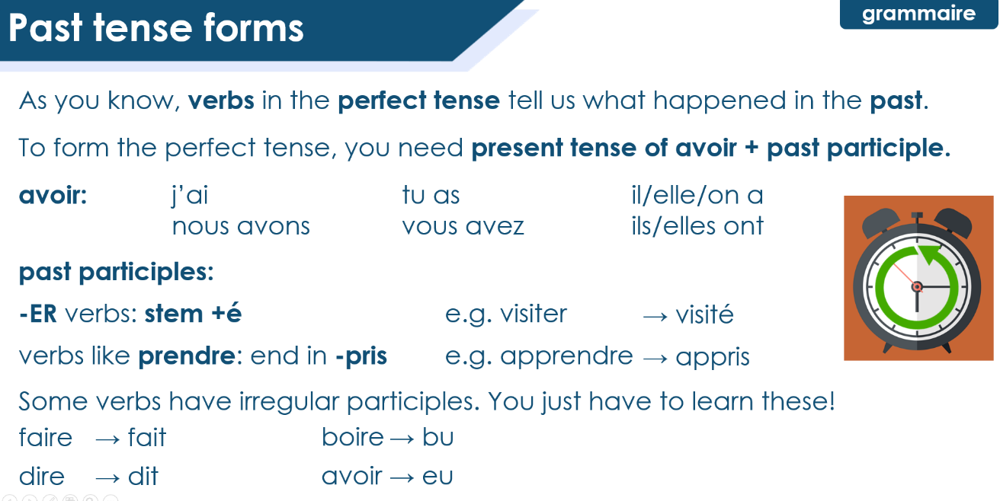 Past tense forms
grammaire
As you know, verbs in the perfect tense tell us what happened in the past.
To form the perfect tense, you need present tense of avoir + past participle.
avoir: j’ai tu as il/elle/on a
nous avons vous avez ils/elles ont
past participles:
-ER verbs: stem +é e.g. visiter → visité
verbs like prendre: end in -pris e.g. apprendre → appris
Some verbs have irregular participles. You just have to learn these!
faire → fait boire → bu
dire → dit avoir → eu